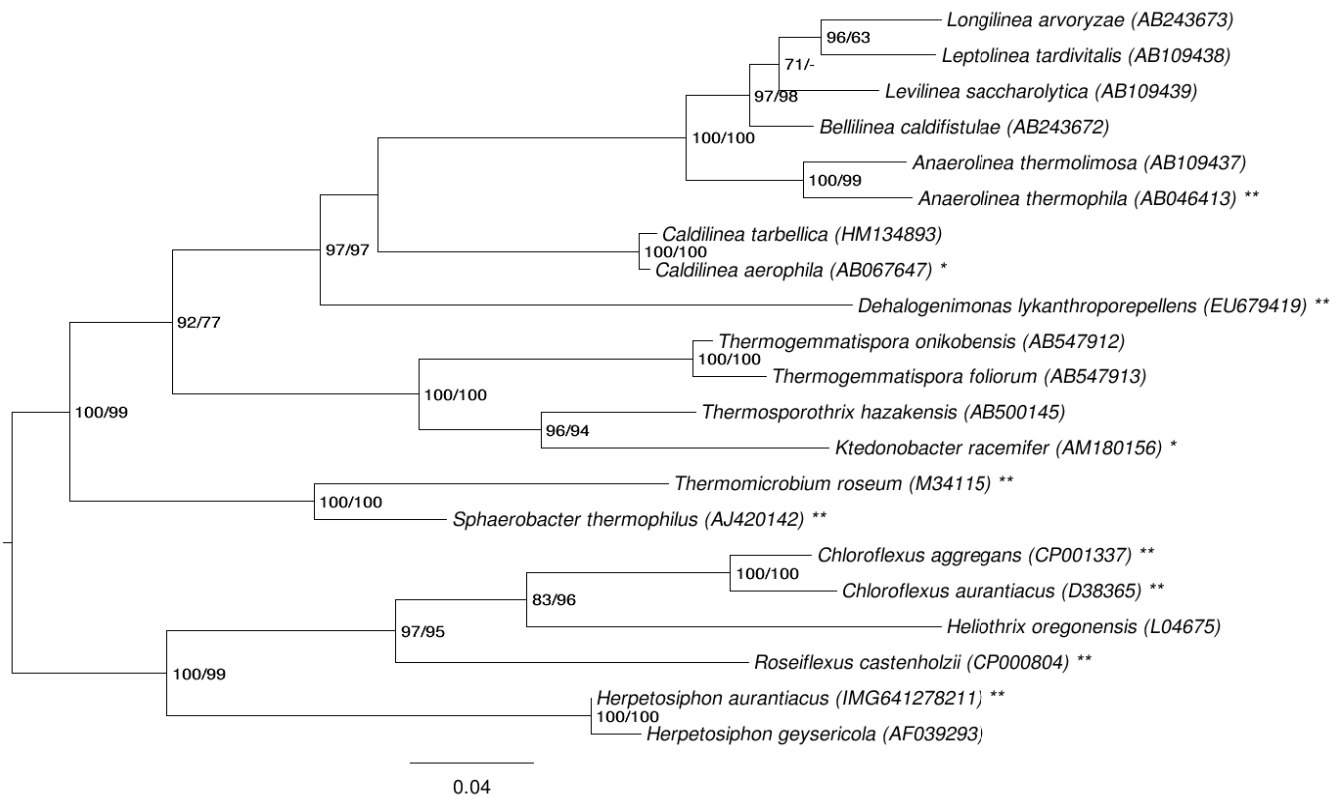 Longilinea arvoryzae (AB243673)
96/63
Leptolinea tardivitalis (AB109438)
71/-
Levilinea saccharolytica (AB109439)
97/98
Bellilinea caldifistulae (AB243672)
100/100
Anaerolinea thermolimosa (AB109437)
100/99
Anaerolinea thermophila (AB046413) **
Caldilinea tarbellica (HM134893)
97/97
100/100
Caldilinea aerophila (AB067647) *
Dehalogenimonas lykanthroporepellens (EU679419) **
92/77
Thermogemmatispora onikobensis (AB547912)
100/100
Thermogemmatispora foliorum (AB547913)
100/100
Thermosporothrix hazakensis (AB500145)
100/99
96/94
Ktedonobacter racemifer (AM180156) *
Thermomicrobium roseum (M34115) **
100/100
Sphaerobacter thermophilus (AJ420142) **
Chloroflexus aggregans (CP001337) **
100/100
Chloroflexus aurantiacus (D38365) **
83/96
Heliothrix oregonensis (L04675)
97/95
Roseiflexus castenholzii (CP000804) **
100/99
Herpetosiphon aurantiacus (IMG641278211) **
100/100
Herpetosiphon geysericola (AF039293)
0.04